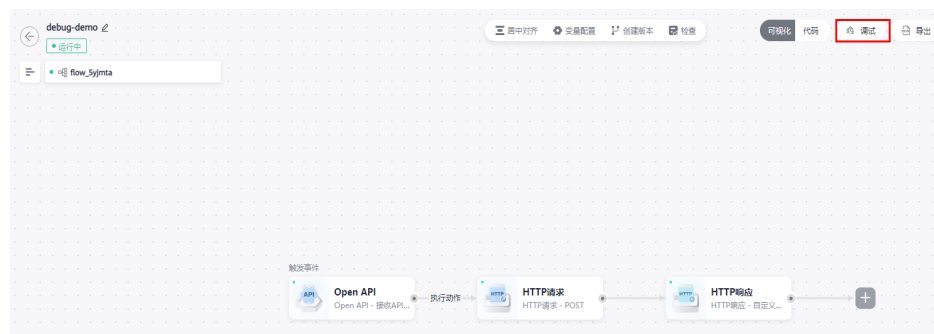 debug-demo
运行中
居中对齐 变量配置 创建版本 检查
可视化 代码 调试 导出
flow_5yjmta
触发事件
API
Open API
Open API - 接收API...
执行动作
HTTP
HTTP请求
HTTP请求 - POST
HTTP
HTTP响应
HTTP响应 - 自定义...